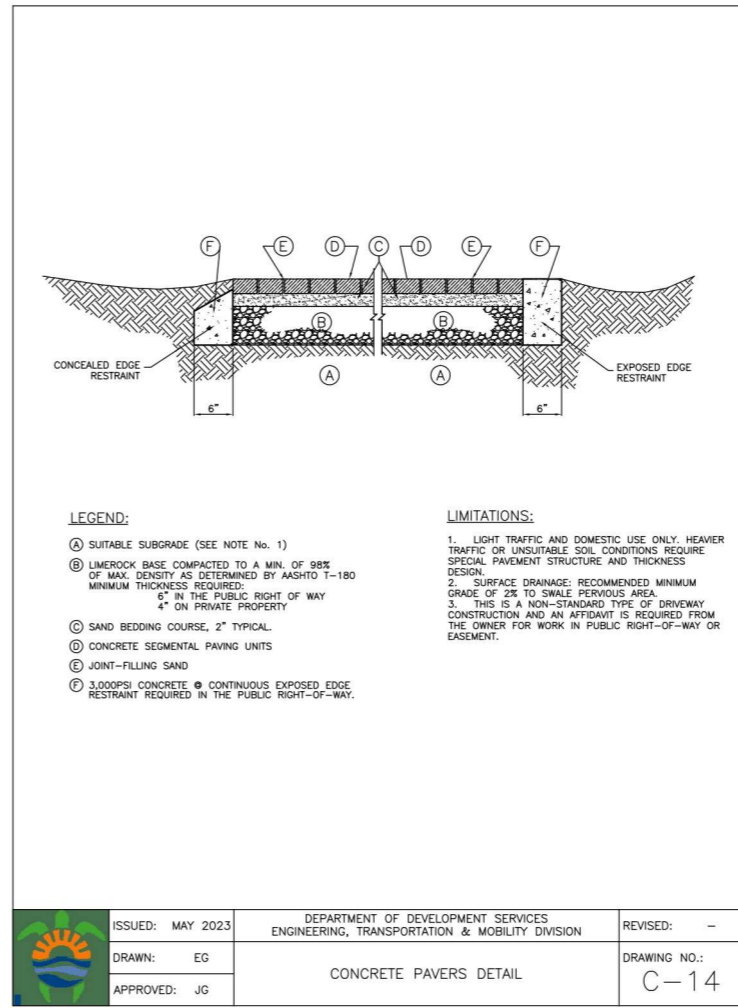 F E D C D E F
B B
CONCEALED EDGE
RESTRAINT
A A
EXPOSED EDGE
RESTRAINT
6" 6"
LEGEND:
A SUITABLE SUBGRADE (SEE NOTE No. 1)
B LIMEROCK BASE COMPACTED TO A MIN. OF 98%
OF MAX. DENSITY AS DETERMINED BY AASHTO T-180
MINIMUM THICKNESS REQUIRED:
6" IN THE PUBLIC RIGHT OF WAY
4" ON PRIVATE PROPERTY
C SAND BEDDING COURSE, 2" TYPICAL.
D CONCRETE SEGMENTAL PAVING UNITS
E JOINT-FILLING SAND
F 3,000PSI CONCRETE @ CONTINUOUS EXPOSED EDGE
RESTRAINT REQUIRED IN THE PUBLIC RIGHT-OF-WAY.
LIMITATIONS:
1. LIGHT TRAFFIC AND DOMESTIC USE ONLY. HEAVIER
TRAFFIC OR UNSUITABLE SOIL CONDITIONS REQUIRE
SPECIAL PAVEMENT STRUCTURE AND THICKNESS
DESIGN.
2. SURFACE DRAINAGE: RECOMMENDED MINIMUM
GRADE OF 2% TO SWALE PERVIOUS AREA.
3. THIS IS A NON-STANDARD TYPE OF DRIVEWAY
CONSTRUCTION AND AN AFFIDAVIT IS REQUIRED FROM
THE OWNER FOR WORK IN PUBLIC RIGHT-OF-WAY OR
EASEMENT.
ISSUED: MAY 2023
DRAWN: EG
APPROVED: JG
DEPARTMENT OF DEVELOPMENT SERVICES
ENGINEERING, TRANSPORTATION & MOBILITY DIVISION
CONCRETE PAVERS DETAIL
REVISED: -
DRAWING NO.:
C-14